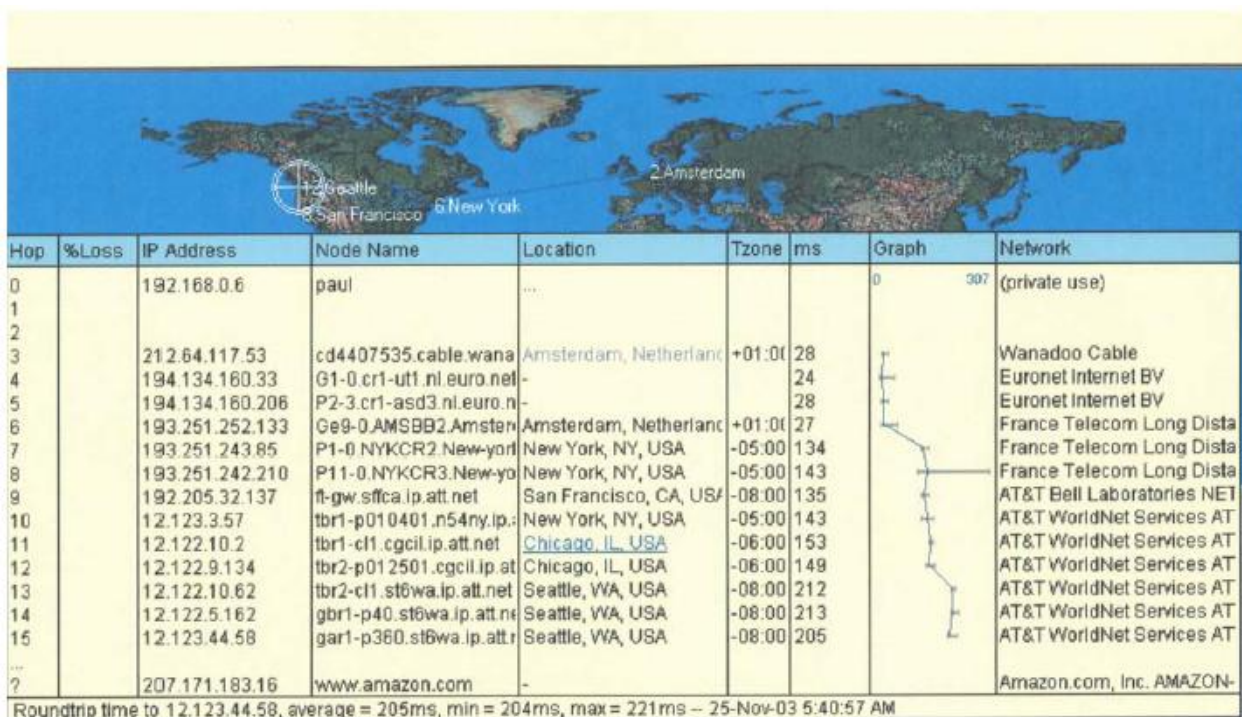 12.Seattle
2.Amsterdam
8.San Francisco
6.New York
Hop %Loss IP Address Node Name Location Tzone ms Graph Network
0 192.168.0.6 paul ... 0 307 (private use)
1
2
3 212.64.117.53 cd4407535.cable.wana Amsterdam, Netherland +01:0( 28 Wanadoo Cable
4 194.134.160.33 G1-0.cr1-ut1.nl.euro.net - 24 Euronet Internet BV
5 194.134.160.206 P2-3.cr1-asd3.nl.euro.n - 28 Euronet Internet BV
6 193.251.252.133 Ge9-0.AMSBB2.Amster Amsterdam, Netherland +01:0( 27 France Telecom Long Dista
7 193.251.243.85 P1-0.NYKCR2.New-yorl New York, NY, USA -05:00 134 France Telecom Long Dista
8 193.251.242.210 P11-0.NYKCR3.New-yo New York, NY, USA -05:00 143 France Telecom Long Dista
9 192.205.32.137 ft-gw.sffca.ip.att.net San Francisco, CA, USA -08:00 135 AT&T Bell Laboratories NET
10 12.123.3.57 tbr1-p010401.n54ny.ip. New York, NY, USA -05:00 143 AT&T WorldNet Services AT
11 12.122.10.2 tbr1-cl1.cgcil.ip.att.net Chicago, IL, USA -06:00 153 AT&T WorldNet Services AT
12 12.122.9.134 tbr2-p012501.cgcil.ip.at Chicago, IL, USA -06:00 149 AT&T WorldNet Services AT
13 12.122.10.62 tbr2-cl1.st6wa.ip.att.net Seattle, WA, USA -08:00 212 AT&T WorldNet Services AT
14 12.122.5.162 gbr1-p40.st6wa.ip.att.ne Seattle, WA, USA -08:00 213 AT&T WorldNet Services AT
15 12.123.44.58 gar1-p360.st6wa.ip.att.r Seattle, WA, USA -08:00 205 AT&T WorldNet Services AT
...
? 207.171.183.16 www.amazon.com - Amazon.com, Inc. AMAZON-
Roundtrip time to 12.123.44.58, average = 205ms, min = 204ms, max = 221ms -- 25-Nov-03 5:40:57 AM